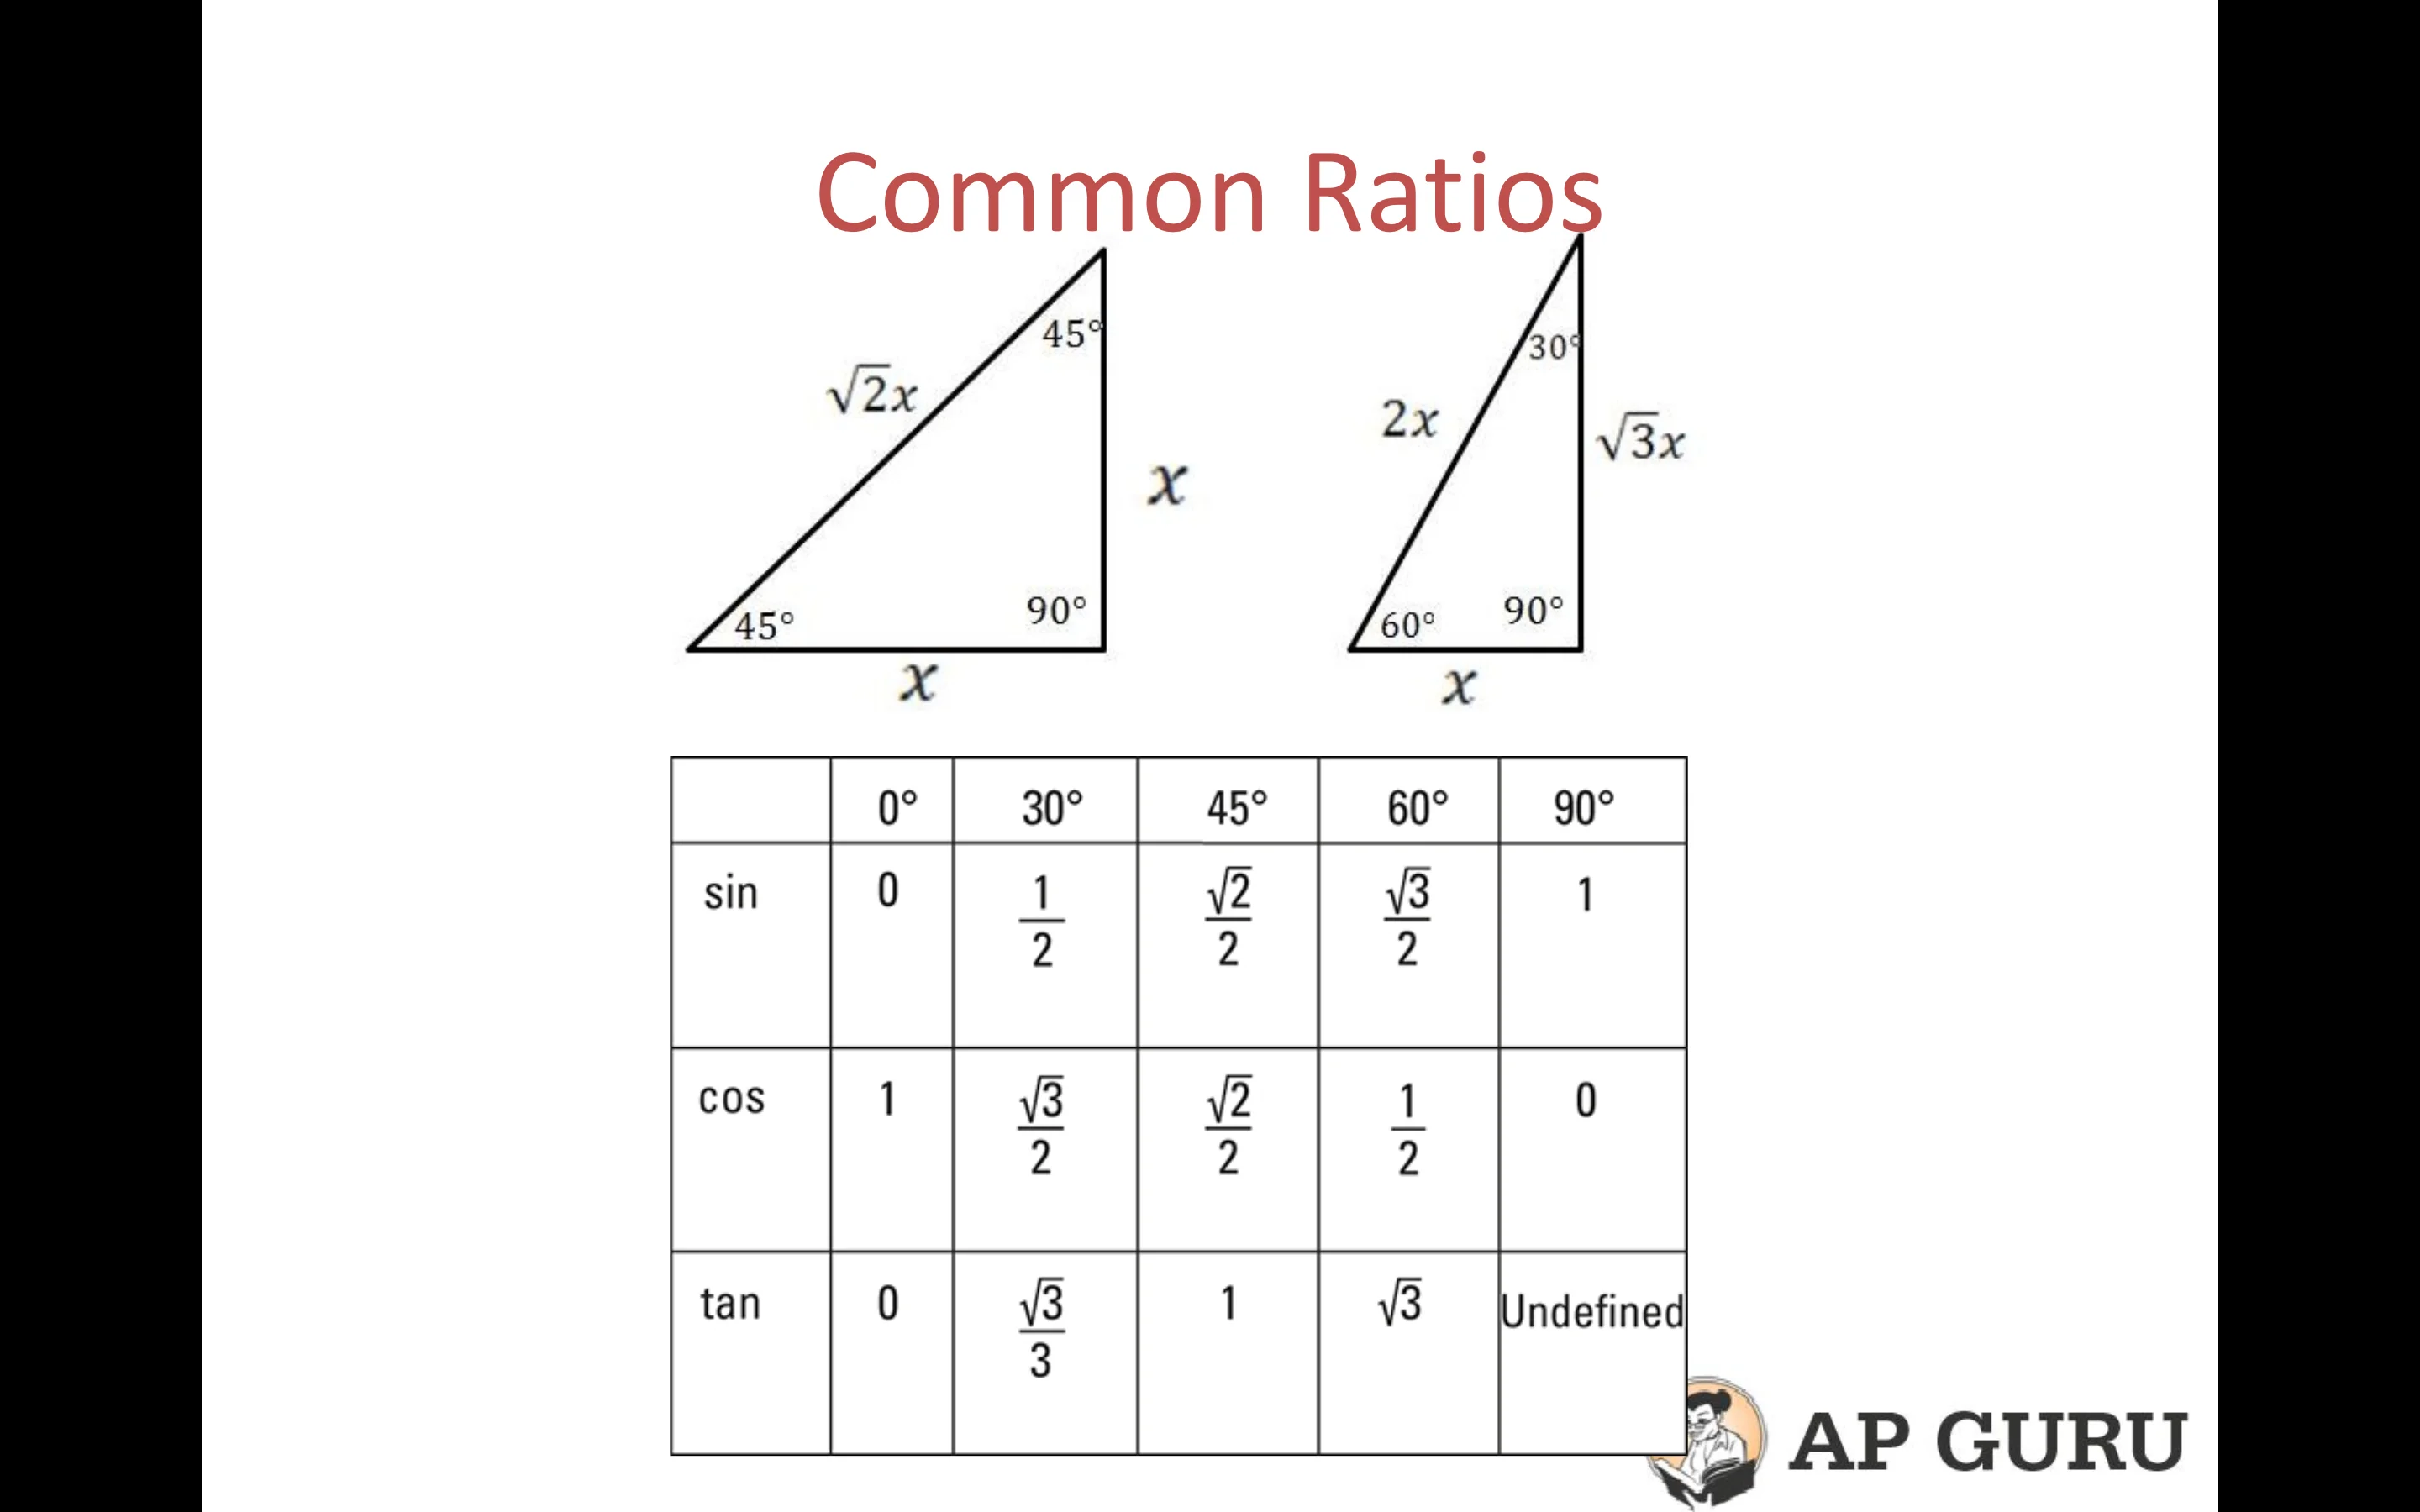 Common Ratios
45°
√2x
x
45°
90°
x
30°
2x
√3x
60°
90°
x
0° 30° 45° 60° 90°
sin 0 1/2 √2/2 √3/2 1
cos 1 √3/2 √2/2 1/2 0
tan 0 √3/3 1 √3 Undefined
AP GURU